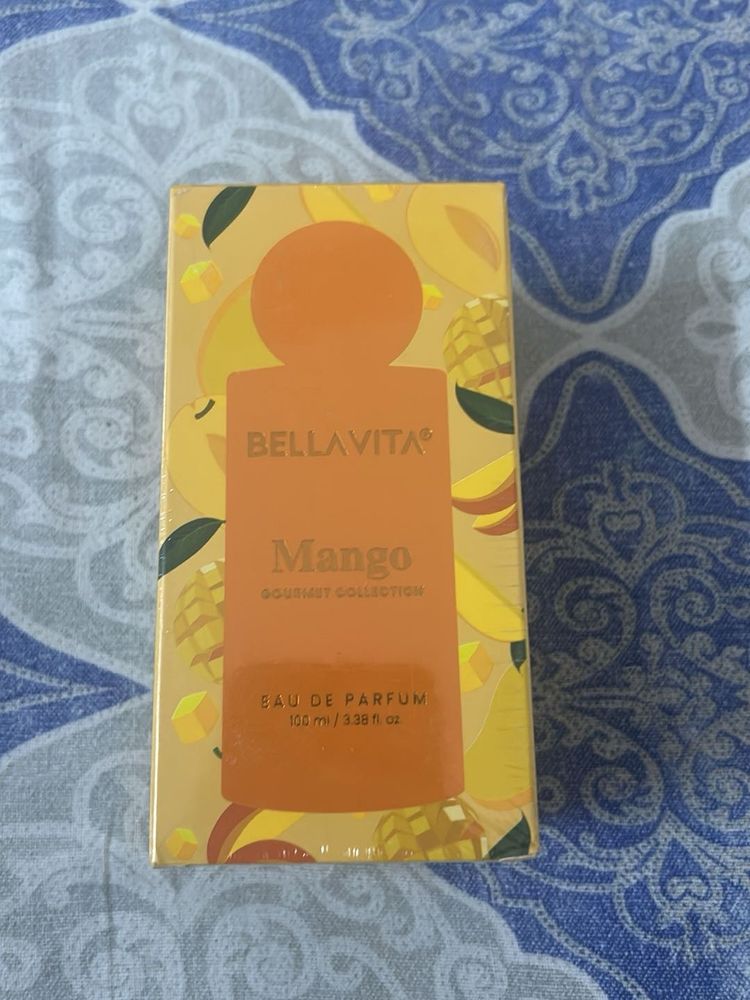 BELLAVITA®
Mango
GOURMET COLLECTION
EAU DE PARFUM
100 ml / 3.38 fl. oz.